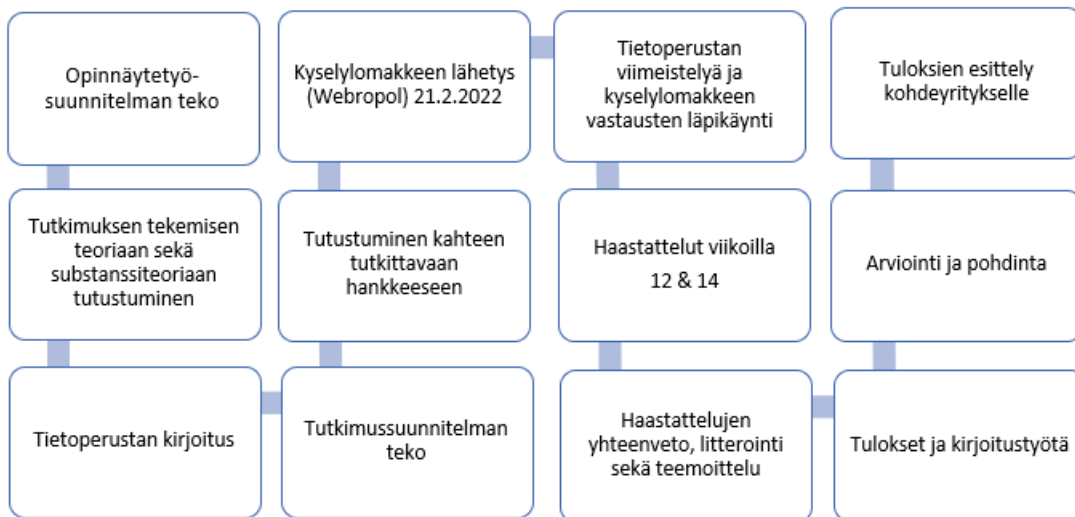 Opinnäytetyö-
suunnitelman teko
Tutkimuksen tekemisen
teoriaan sekä
substanssiteoriaan
tutustuminen
Tietoperustan kirjoitus
Tutkimussuunnitelman
teko
Tutustuminen kahteen
tutkittavaan
hankkeeseen
Kyselylomakkeen lähetys
(Webropol) 21.2.2022
Tietoperustan
viimeistelyä ja
kyselylomakkeen
vastausten läpikäynti
Haastattelut viikoilla
12 & 14
Haastattelujen
yhteenveto, litterointi
sekä teemoittelu
Tulokset ja kirjoitustyötä
Arviointi ja pohdinta
Tuloksien esittely
kohdeyritykselle